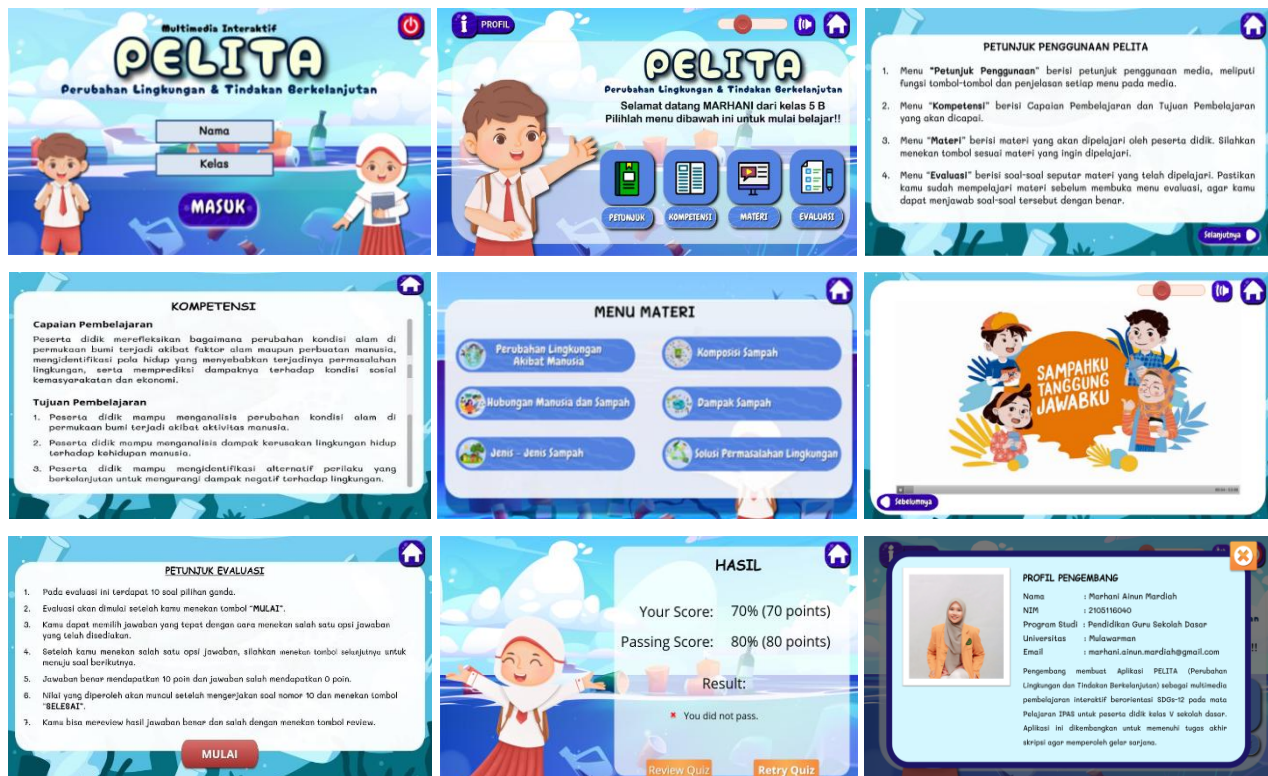 Multimedia Interaktif
PELITA
Perubahan Lingkungan & Tindakan Berkelanjutan
Nama
Kelas
MASUK
i PROFIL
PELITA
Perubahan Lingkungan & Tindakan Berkelanjutan
Selamat datang MARHANI dari kelas 5 B
Pilihlah menu dibawah ini untuk mulai belajar!!
PETUNJUK
KOMPETENSI
MATERI
EVALUASI
PETUNJUK PENGGUNAAN PELITA
1. Menu "Petunjuk Penggunaan" berisi petunjuk penggunaan media, meliputi
fungsi tombol-tombol dan penjelasan setiap menu pada media.
2. Menu "Kompetensi" berisi Capaian Pembelajaran dan Tujuan Pembelajaran
yang akan dicapai.
3. Menu "Materi" berisi materi yang akan dipelajari oleh peserta didik. Silahkan
menekan tombol sesuai materi yang ingin dipelajari.
4. Menu "Evaluasi" berisi soal-soal seputar materi yang telah dipelajari. Pastikan
kamu sudah mempelajari materi sebelum membuka menu evaluasi, agar kamu
dapat menjawab soal-soal tersebut dengan benar.
Selanjutnya
KOMPETENSI
Capaian Pembelajaran
Peserta didik merefleksikan bagaimana perubahan kondisi alam di
permukaan bumi terjadi akibat faktor alam maupun perbuatan manusia,
mengidentifikasi pola hidup yang menyebabkan terjadinya permasalahan
lingkungan, serta memprediksi dampaknya terhadap kondisi sosial
kemasyarakatan dan ekonomi.
Tujuan Pembelajaran
1. Peserta didik mampu menganalisis perubahan kondisi alam di
permukaan bumi terjadi akibat aktivitas manusia.
2. Peserta didik mampu menganalisis dampak kerusakan lingkungan hidup
terhadap kehidupan manusia.
3. Peserta didik mampu mengidentifikasi alternatif perilaku yang
berkelanjutan untuk mengurangi dampak negatif terhadap lingkungan.
MENU MATERI
Perubahan Lingkungan
Akibat Manusia
Komposisi Sampah
Hubungan Manusia dan Sampah
Dampak Sampah
Jenis - Jenis Sampah
Solusi Permasalahan Lingkungan
SAMPAHKU
TANGGUNG
JAWABKU
Sebelumnya
PETUNJUK EVALUASI
1. Pada evaluasi ini terdapat 10 soal pilihan ganda.
2. Evaluasi akan dimulai setelah kamu menekan tombol "MULAI".
3. Kamu dapat memilih jawaban yang tepat dengan cara menekan salah satu opsi jawaban
yang telah disediakan.
4. Setelah kamu menekan salah satu opsi jawaban, silahkan menekan tombol selanjutnya untuk
menuju soal berikutnya.
5. Jawaban benar mendapatkan 10 poin dan jawaban salah mendapatkan 0 poin.
6. Nilai yang diperoleh akan muncul setelah mengerjakan soal nomor 10 dan menekan tombol
"SELESAI".
7. Kamu bisa mereview hasil jawaban benar dan salah dengan menekan tombol review.
MULAI
HASIL
Your Score: 70% (70 points)
Passing Score: 80% (80 points)
Result:
You did not pass.
Review Quiz
Retry Quiz
PROFIL PENGEMBANG
Nama : Marhani Ainun Mardiah
NIM : 2105116040
Program Studi : Pendidikan Guru Sekolah Dasar
Universitas : Mulawarman
Email : marhani.ainun.mardiah@gmail.com
Pengembang membuat Aplikasi PELITA (Perubahan
Lingkungan dan Tindakan Berkelanjutan) sebagai multimedia
pembelajaran interaktif berorientasi SDGs-12 pada mata
Pelajaran IPAS untuk peserta didik kelas V sekolah dasar.
Aplikasi ini dikembangkan untuk memenuhi tugas akhir
skripsi agar memperoleh gelar sarjana.